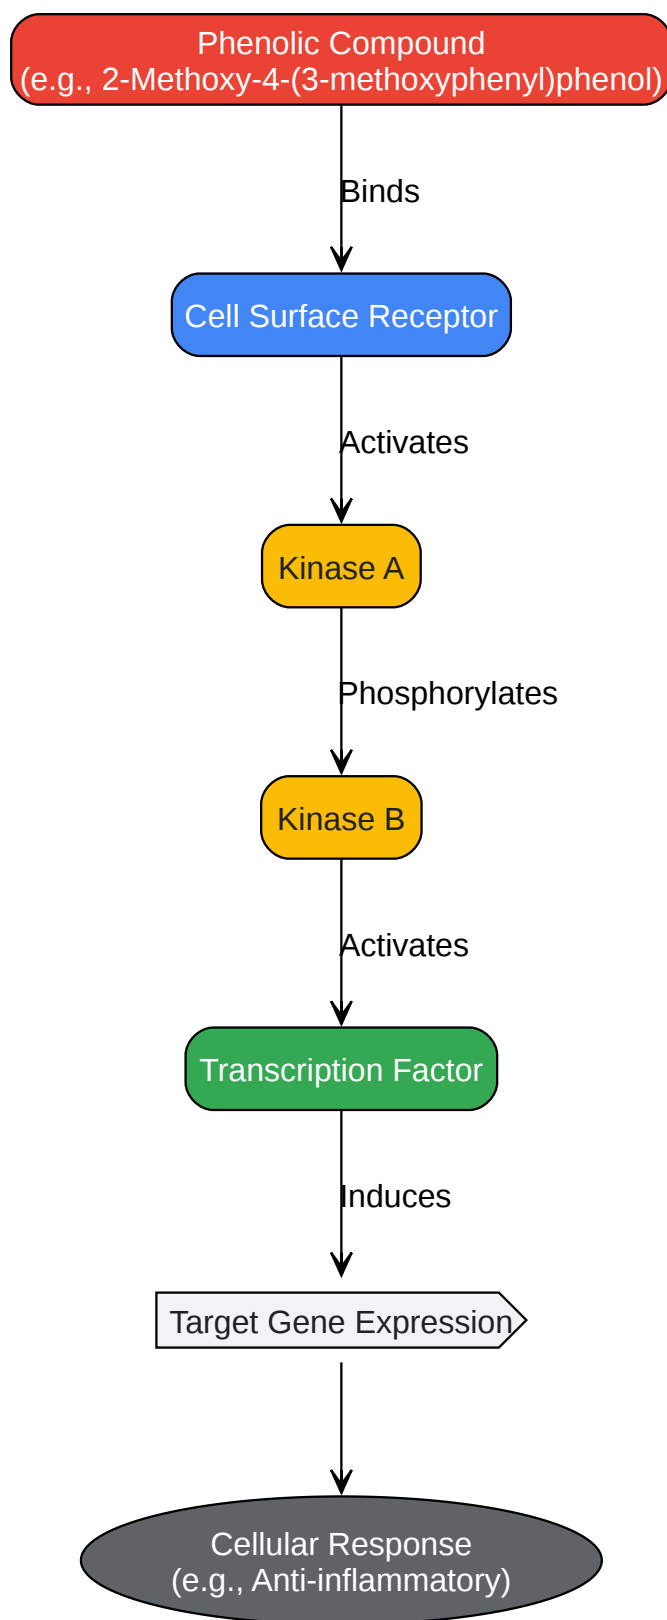 Phenolic Compound
(e.g., 2-Methoxy-4-(3-methoxyphenyl)phenol)
Binds
Cell Surface Receptor
Activates
Kinase A
Phosphorylates
Kinase B
Activates
Transcription Factor
Induces
Target Gene Expression
Cellular Response
(e.g., Anti-inflammatory)